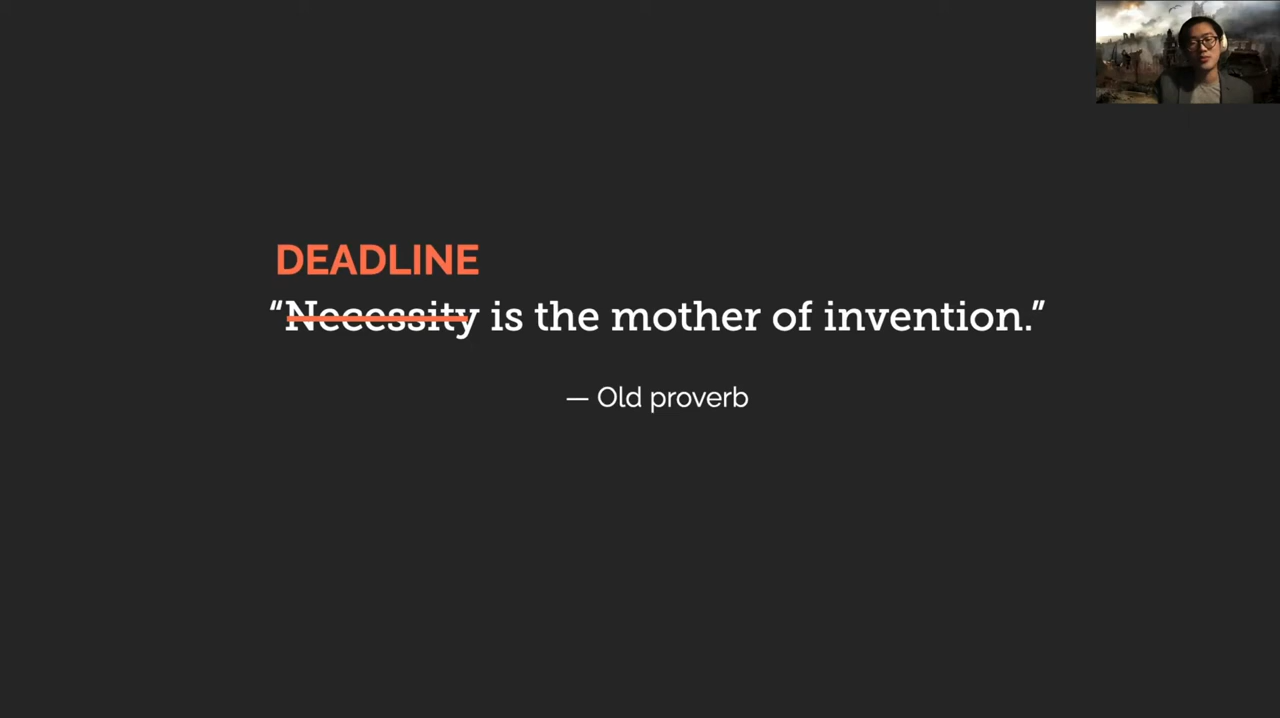 DEADLINE
“Necessity is the mother of invention.”
— Old proverb